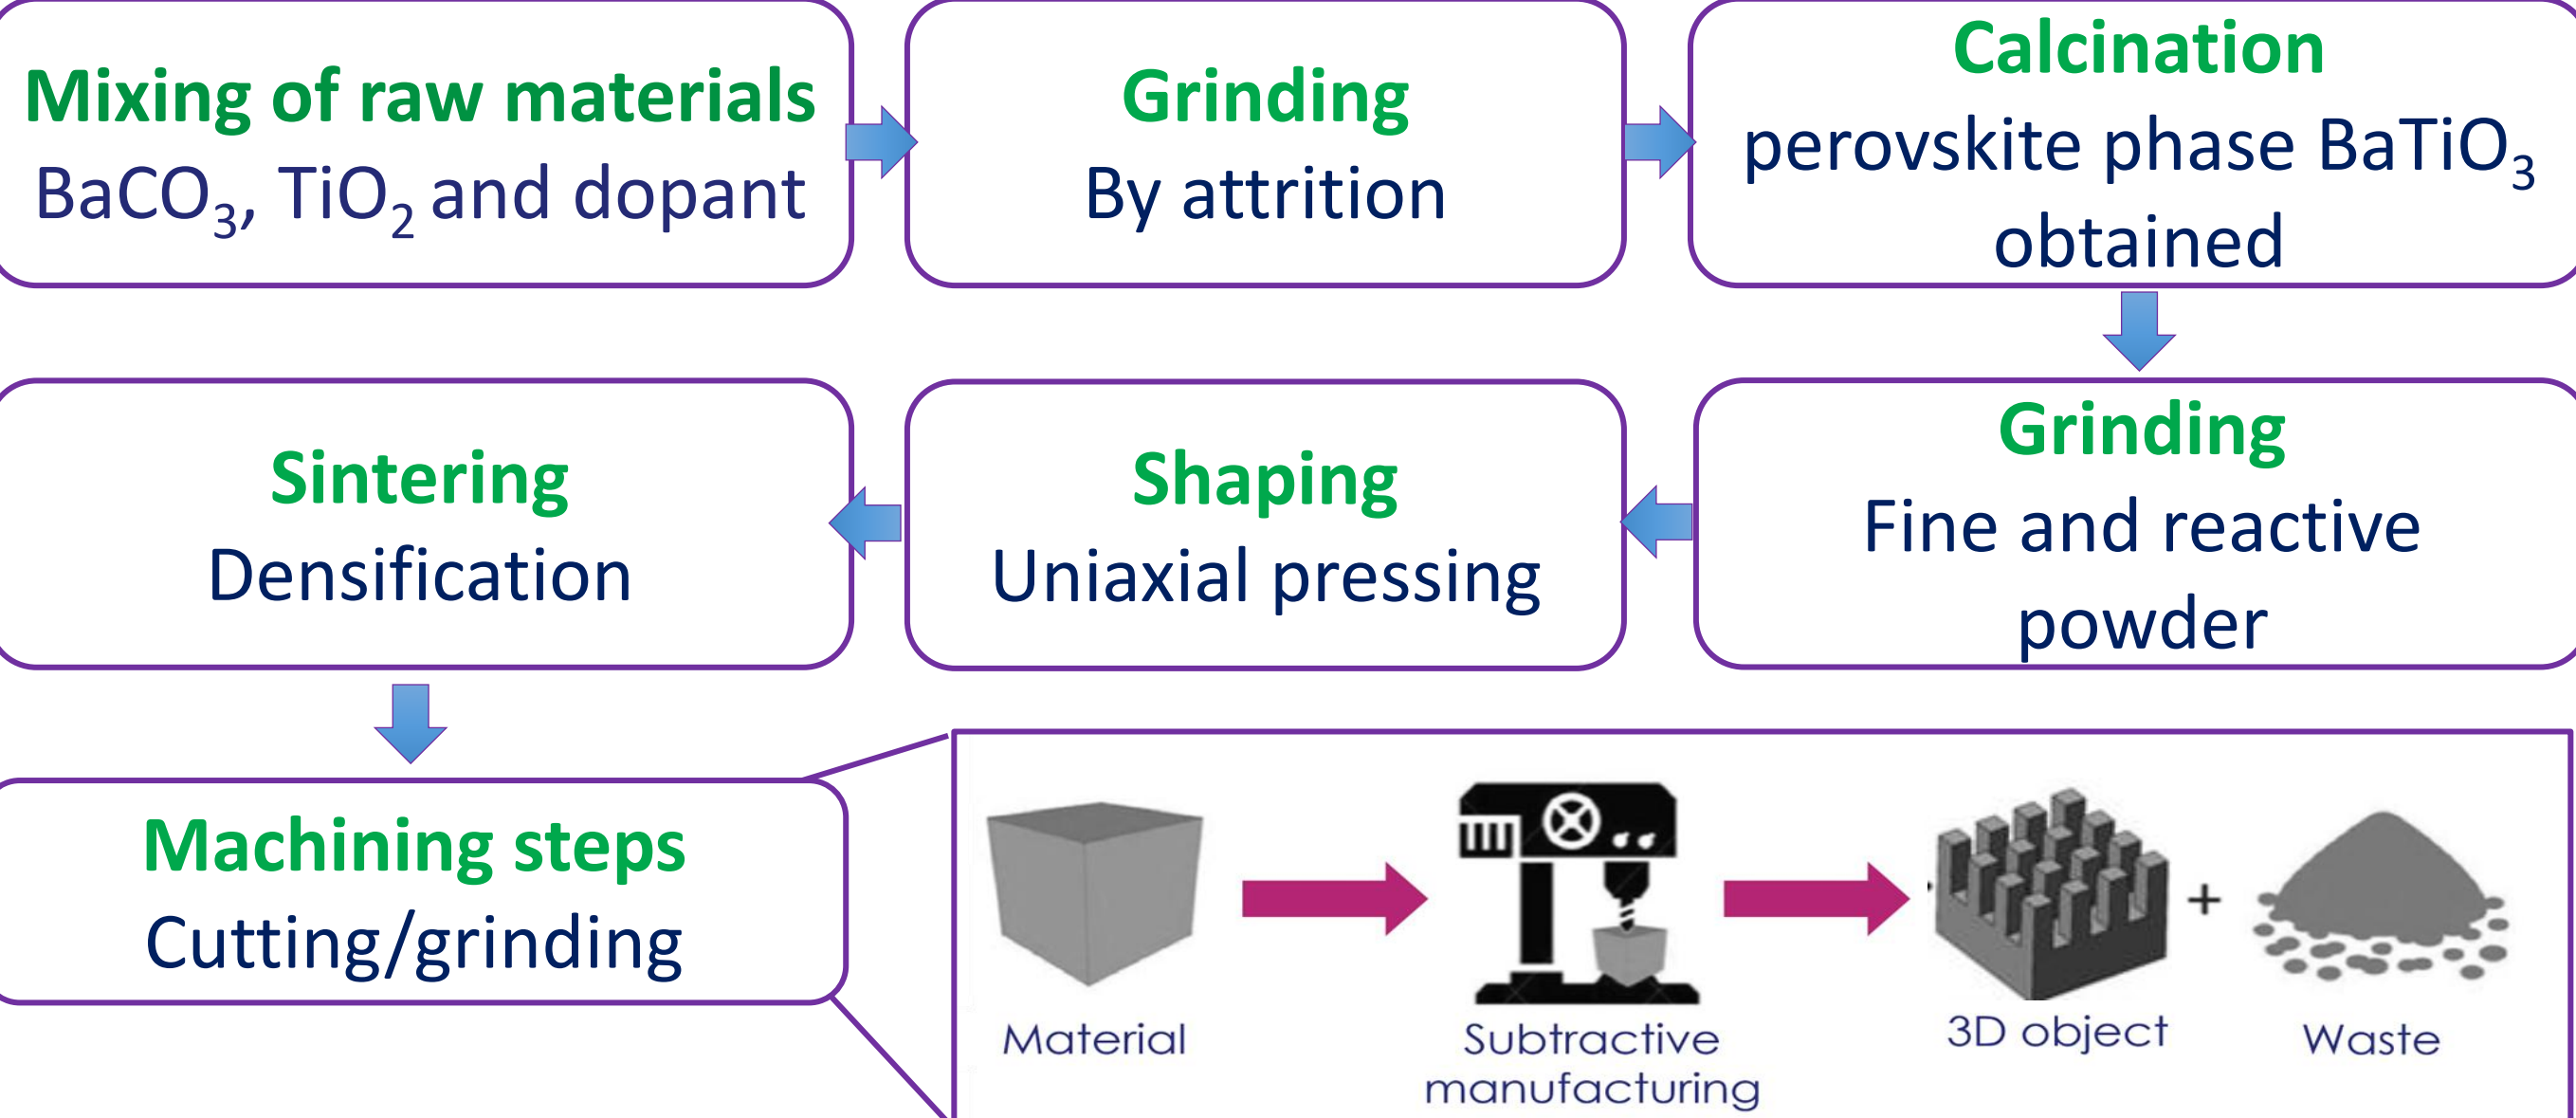 Mixing of raw materials
BaCO₃, TiO₂ and dopant
Grinding
By attrition
Calcination
perovskite phase BaTiO₃
obtained
Grinding
Fine and reactive
powder
Shaping
Uniaxial pressing
Sintering
Densification
Machining steps
Cutting/grinding
Material
Subtractive
manufacturing
3D object
+
Waste